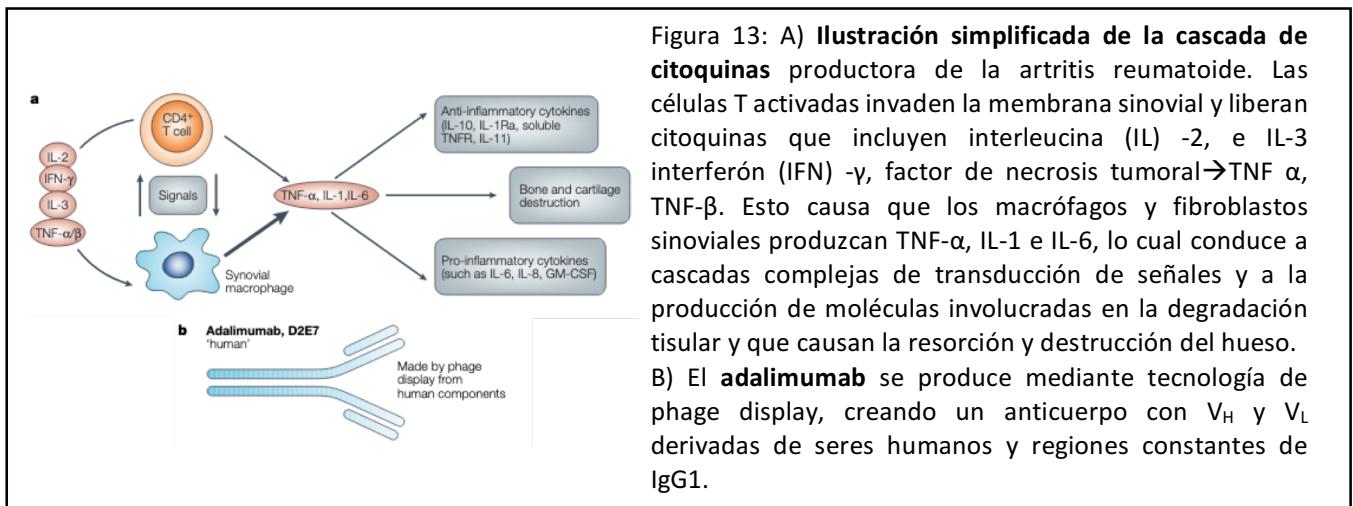 a
CD4+
T cell
IL-2
IFN-γ
IL-3
TNF-α/β
Signals
Synovial
macrophage
TNF-α, IL-1,IL-6
Anti-inflammatory cytokines
(IL-10, IL-1Ra, soluble
TNFR, IL-11)
Bone and cartilage
destruction
Pro-inflammatory cytokines
(such as IL-6, IL-8, GM-CSF)
b Adalimumab, D2E7
'human'
Made by phage
display from
human components
Figura 13: A) Ilustración simplificada de la cascada de
citoquinas productora de la artritis reumatoide. Las
células T activadas invaden la membrana sinovial y liberan
citoquinas que incluyen interleucina (IL) -2, e IL-3
interferón (IFN) -γ, factor de necrosis tumoral→TNF α,
TNF-β. Esto causa que los macrófagos y fibroblastos
sinoviales produzcan TNF-α, IL-1 e IL-6, lo cual conduce a
cascadas complejas de transducción de señales y a la
producción de moléculas involucradas en la degradación
tisular y que causan la resorción y destrucción del hueso.
B) El adalimumab se produce mediante tecnología de
phage display, creando un anticuerpo con VH y VL
derivadas de seres humanos y regiones constantes de
IgG1.